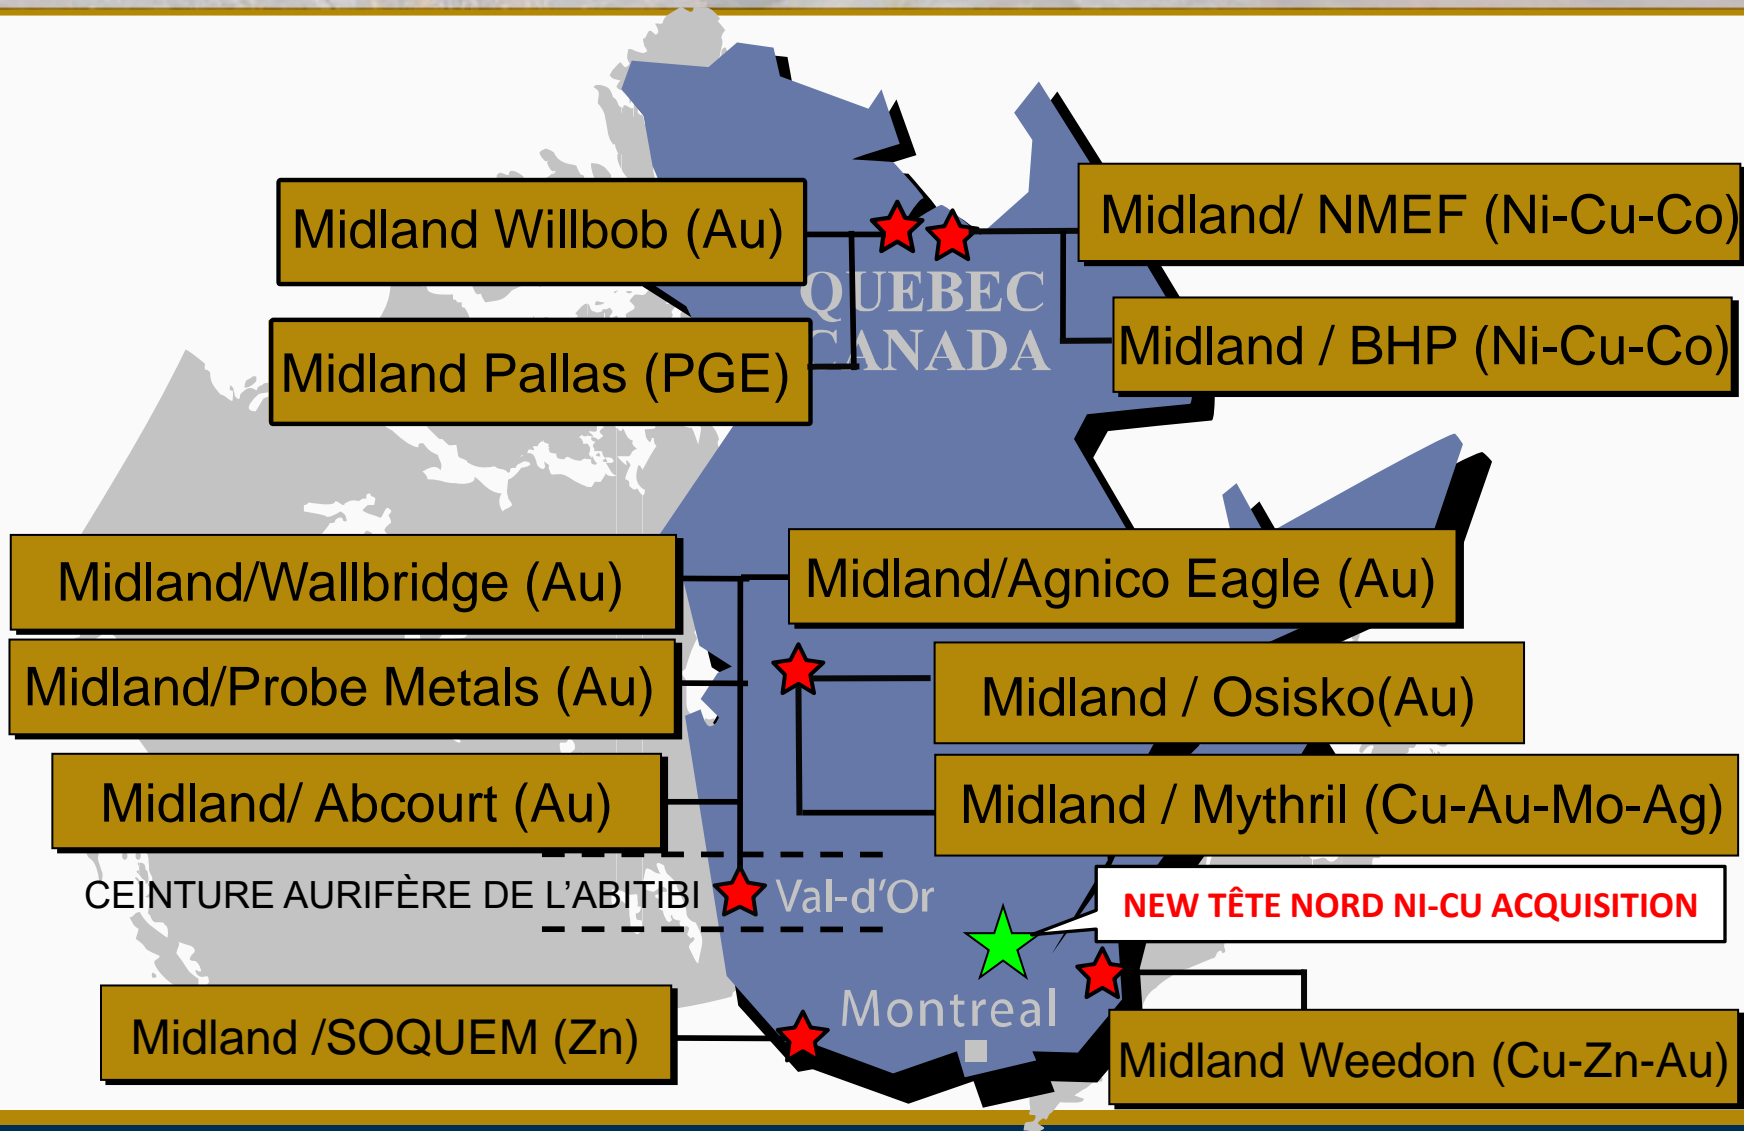 Midland Willbob (Au)
Midland/ NMEF (Ni-Cu-Co)
QUEBEC
CANADA
Midland Pallas (PGE)
Midland / BHP (Ni-Cu-Co)
Midland/Wallbridge (Au)
Midland/Agnico Eagle (Au)
Midland/Probe Metals (Au)
Midland / Osisko(Au)
Midland/ Abcourt (Au)
Midland / Mythril (Cu-Au-Mo-Ag)
CEINTURE AURIFÈRE DE L'ABITIBI
Val-d'Or
NEW TÊTE NORD NI-CU ACQUISITION
Montreal
Midland /SOQUEM (Zn)
Midland Weedon (Cu-Zn-Au)